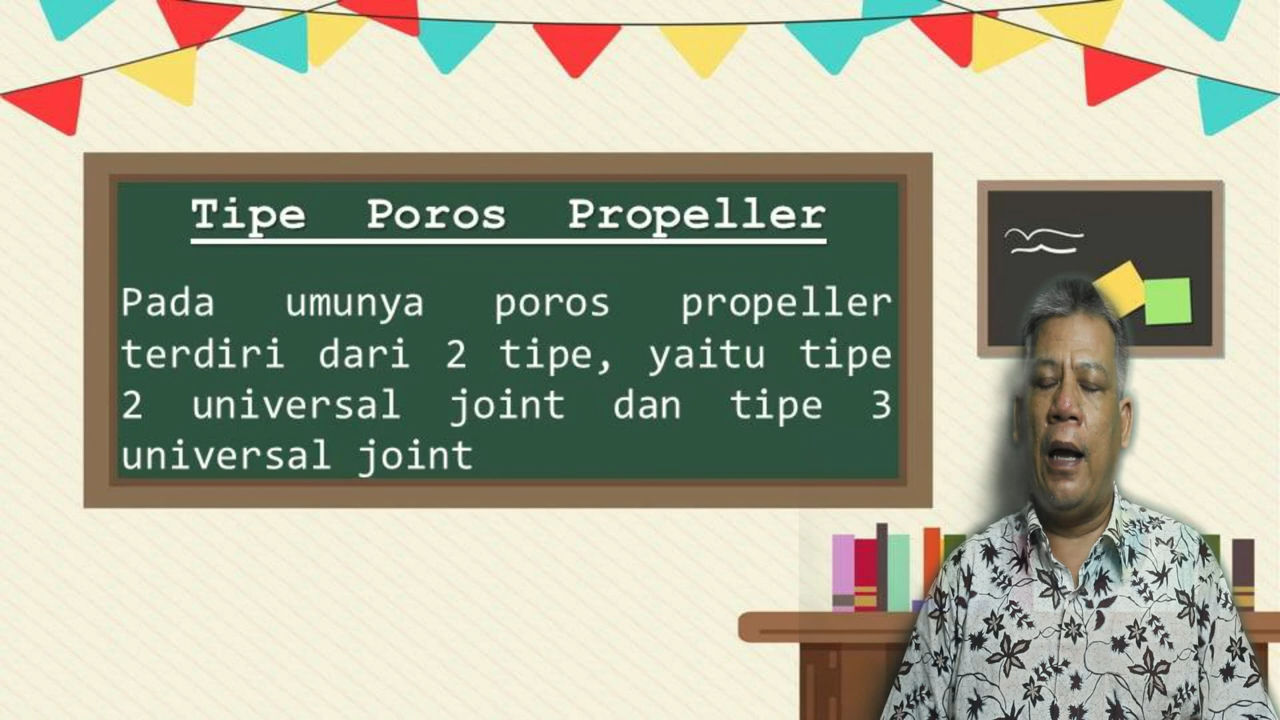 Tipe Poros Propeller
Pada umunya poros propeller
terdiri dari 2 tipe, yaitu tipe
2 universal joint dan tipe 3
universal joint